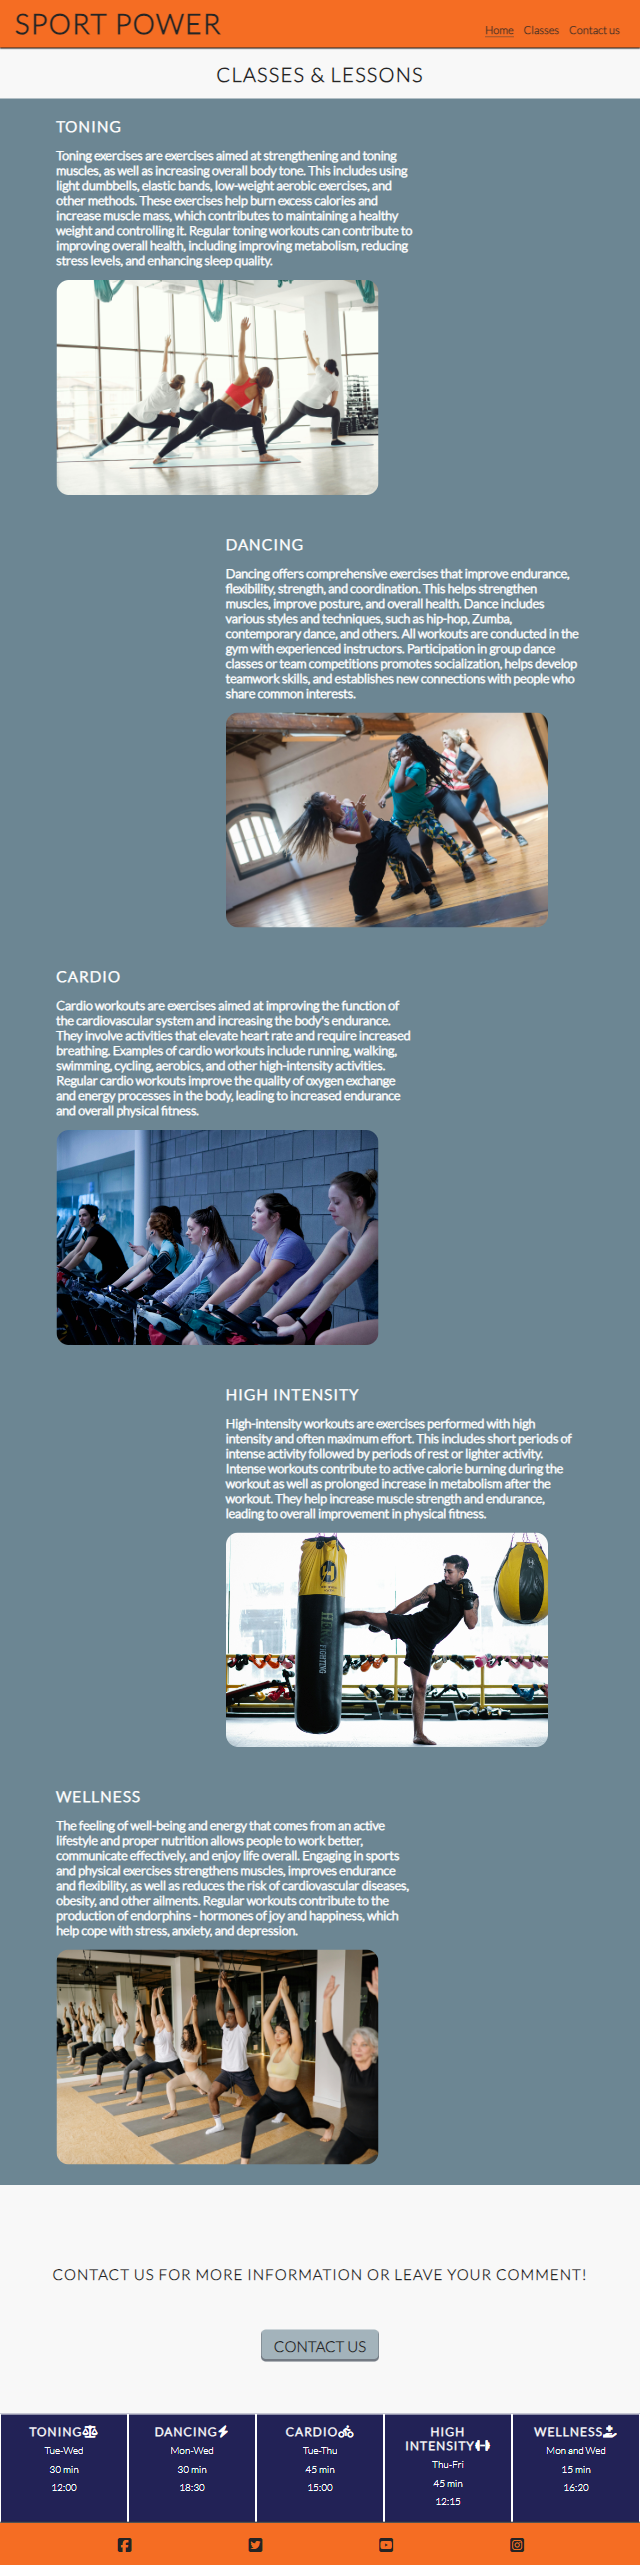 SPORT POWER
Home Classes Contact us
CLASSES & LESSONS
TONING
Toning exercises are exercises aimed at strengthening and toning
muscles, as well as increasing overall body tone. This includes using
light dumbbells, elastic bands, low-weight aerobic exercises, and
other methods. These exercises help burn excess calories and
increase muscle mass, which contributes to maintaining a healthy
weight and controlling it. Regular toning workouts can contribute to
improving overall health, including improving metabolism, reducing
stress levels, and enhancing sleep quality.
DANCING
Dancing offers comprehensive exercises that improve endurance,
flexibility, strength, and coordination. This helps strengthen
muscles, improve posture, and overall health. Dance includes
various styles and techniques, such as hip-hop, Zumba,
contemporary dance, and others. All workouts are conducted in the
gym with experienced instructors. Participation in group dance
classes or team competitions promotes socialization, helps develop
teamwork skills, and establishes new connections with people who
share common interests.
CARDIO
Cardio workouts are exercises aimed at improving the function of
the cardiovascular system and increasing the body's endurance.
They involve activities that elevate heart rate and require increased
breathing. Examples of cardio workouts include running, walking,
swimming, cycling, aerobics, and other high-intensity activities.
Regular cardio workouts improve the quality of oxygen exchange
and energy processes in the body, leading to increased endurance
and overall physical fitness.
HIGH INTENSITY
High-intensity workouts are exercises performed with high
intensity and often maximum effort. This includes short periods of
intense activity followed by periods of rest or lighter activity.
Intense workouts contribute to active calorie burning during the
workout as well as prolonged increase in metabolism after the
workout. They help increase muscle strength and endurance,
leading to overall improvement in physical fitness.
WELLNESS
The feeling of well-being and energy that comes from an active
lifestyle and proper nutrition allows people to work better,
communicate effectively, and enjoy life overall. Engaging in sports
and physical exercises strengthens muscles, improves endurance
and flexibility, as well as reduces the risk of cardiovascular diseases,
obesity, and other ailments. Regular workouts contribute to the
production of endorphins - hormones of joy and happiness, which
help cope with stress, anxiety, and depression.
CONTACT US FOR MORE INFORMATION OR LEAVE YOUR COMMENT!
CONTACT US
TONING
Tue-Wed
30 min
12:00
DANCING
Mon-Wed
30 min
18:30
CARDIO
Tue-Thu
45 min
15:00
HIGH
INTENSITY
Thu-Fri
45 min
12:15
WELLNESS
Mon and Wed
15 min
16:20